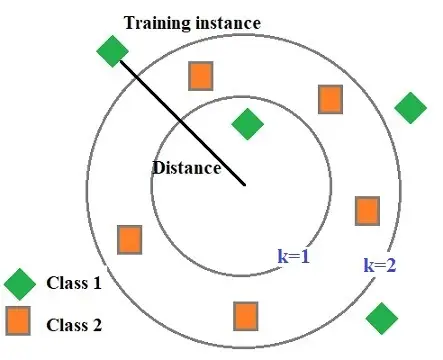 Training instance
Distance
k=1
k=2
Class 1
Class 2